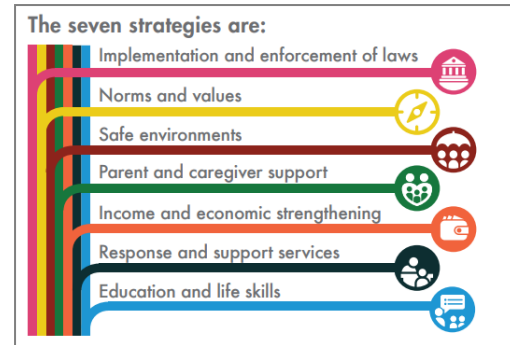 The seven strategies are:
Implementation and enforcement of laws
Norms and values
Safe environments
Parent and caregiver support
Income and economic strengthening
Response and support services
Education and life skills